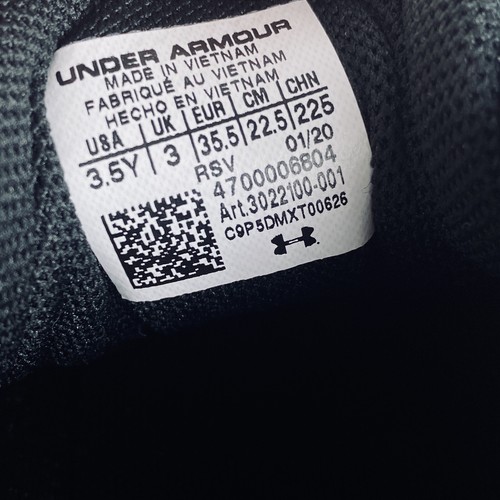 UNDER ARMOUR
MADE IN VIETNAM
FABRIQUÉ AU VIETNAM
HECHO EN VIETNAM
USA UK EUR CM CHN
3.5Y 3 35.5 22.5 225
RSV 01/20
4700006804
Art.3022100-001
C9P5DMXT00626